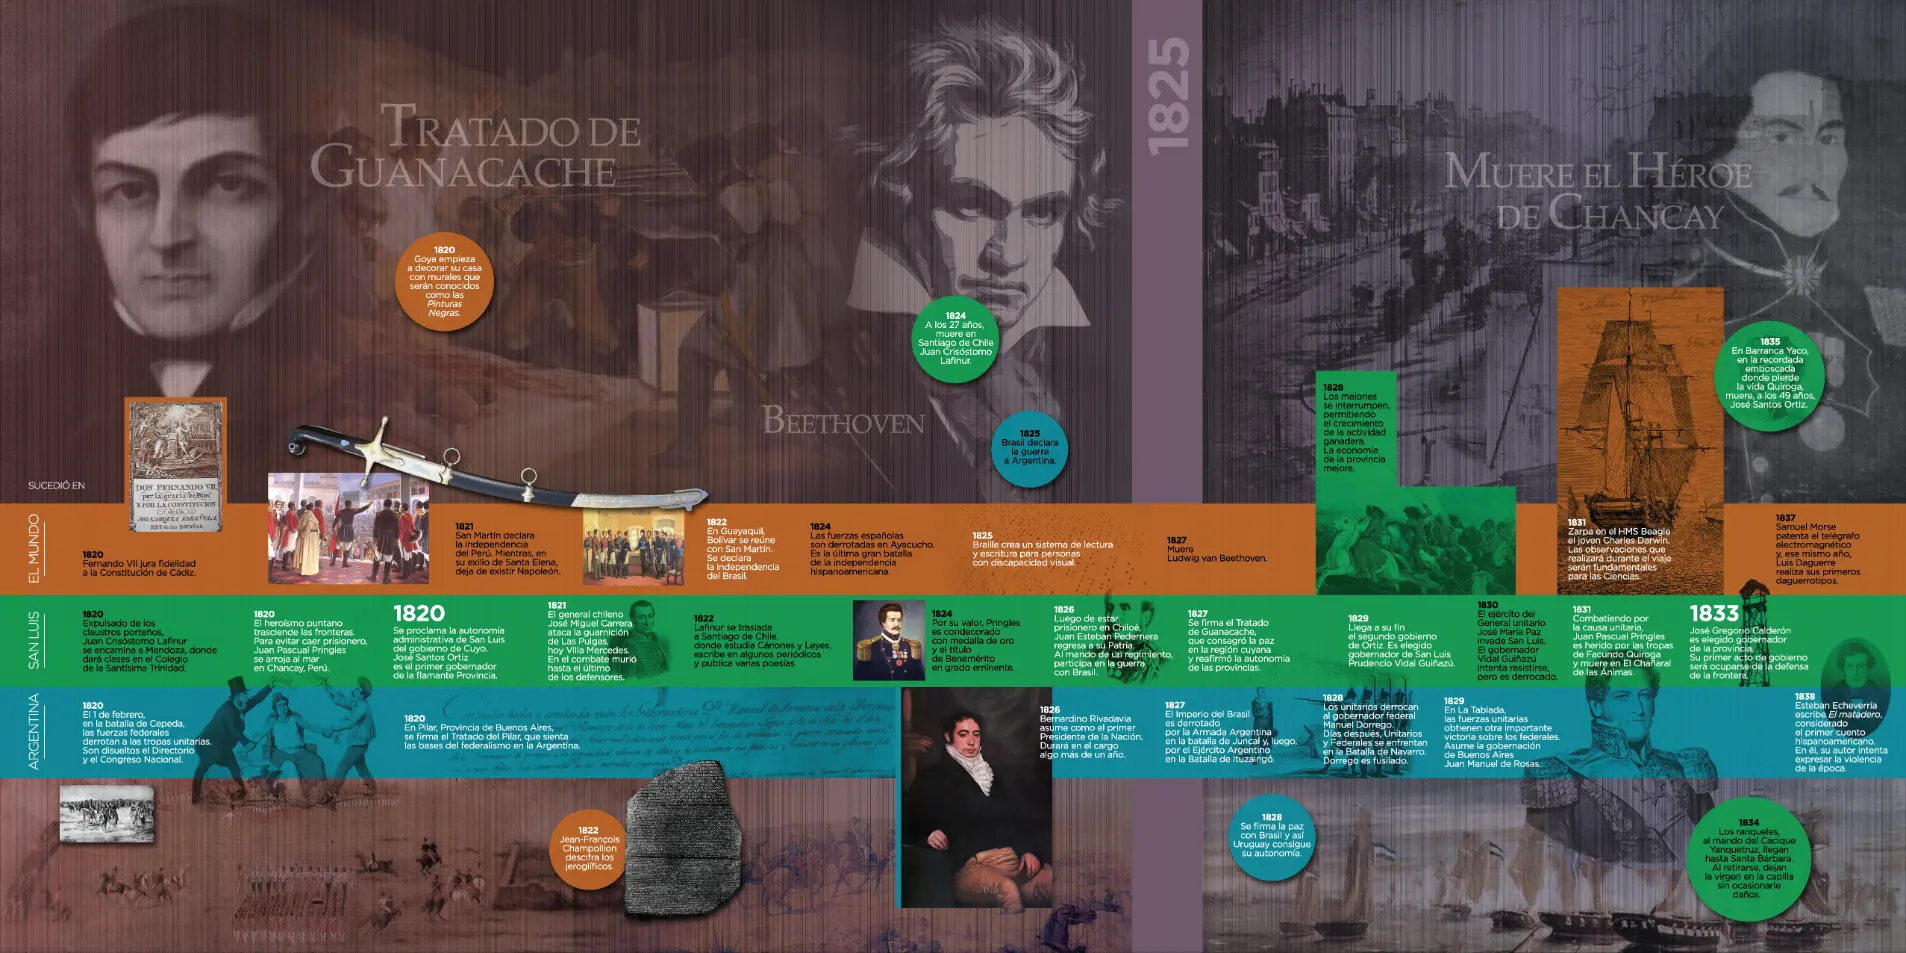 TRATADO DE
GUANACACHE
BEETHOVEN
1825
MUERE EL HÉROE
DE CHANCAY
1820
Goya empieza
a decorar su casa
con murales que
serán conocidos
como las
Pinturas
Negras.
1824
A los 27 años,
muere en
Santiago de Chile
Juan Crisóstomo
Lafinur.
1825
Brasil declara
la guerra
a Argentina.
1828
Los malones
se interrumpen,
permitiendo
el crecimiento
de la actividad
ganadera.
La economía
de la provincia
mejora.
1835
En Barranca Yaco,
en la recordada
emboscada
donde pierde
la vida Quiroga,
muere, a los 49 años,
José Santos Ortiz.
SUCEDIÓ EN
EL MUNDO
DON FERNANDO VII,
por la gracia de Dios
Y POR LA CONSTITUCION
MONARQUIA ESPAÑOLA,
REY de las ESPAÑAS.
1820
Fernando VII jura fidelidad
a la Constitución de Cádiz.
1821
San Martín declara
la independencia
del Perú. Mientras, en
su exilio de Santa Elena,
deja de existir Napoleón.
1822
En Guayaquil,
Bolívar se reúne
con San Martín.
Se declara
la Independencia
del Brasil.
1824
Las fuerzas españolas
son derrotadas en Ayacucho.
Es la última gran batalla
de la independencia
hispanoamericana.
1825
Braille crea un sistema de lectura
y escritura para personas
con discapacidad visual.
1827
Muere
Ludwig van Beethoven.
1831
Zarpa en el HMS Beagle
el joven Charles Darwin.
Las observaciones que
realizará durante el viaje
serán fundamentales
para las Ciencias.
1837
Samuel Morse
patenta el telégrafo
electromagnético
y, ese mismo año,
Luis Daguerre
realiza sus primeros
daguerrotipos.
SAN LUIS
1820
Expulsado de los
claustros porteños,
Juan Crisóstomo Lafinur
se encamina a Mendoza, donde
dará clases en el Colegio
de la Santísima Trinidad.
1820
El heroísmo puntano
trasciende las fronteras.
Para evitar caer prisionero,
Juan Pascual Pringles
se arroja al mar
en Chancay, Perú.
1820
Se proclama la autonomía
administrativa de San Luis
del gobierno de Cuyo.
José Santos Ortiz
es el primer gobernador
de la flamante Provincia.
1821
El general chileno
José Miguel Carrera
ataca la guarnición
de Las Pulgas,
hoy Villa Mercedes.
En el combate murió
hasta el último
de los defensores.
1822
Lafinur se traslada
a Santiago de Chile,
donde estudia Cánones y Leyes,
escribe en algunos periódicos
y publica varias poesías.
1824
Por su valor, Pringles
es condecorado
con medalla de oro
y el título
de Benemérito
en grado eminente.
1826
Luego de estar
prisionero en Chiloé,
Juan Esteban Pedernera
regresa a su Patria.
Al mando de un regimiento,
participa en la guerra
con Brasil.
1827
Se firma el Tratado
de Guanacache,
que consagró la paz
en la región cuyana
y reafirmó la autonomía
de las provincias.
1829
Llega a su fin
el segundo gobierno
de Ortiz. Es elegido
gobernador de San Luis
Prudencio Vidal Guiñazú.
1830
El ejército del
General unitario
José María Paz
invade San Luis.
El gobernador
Vidal Guiñazú
intenta resistirse,
pero es derrocado.
1831
Combatiendo por
la causa unitaria,
Juan Pascual Pringles
es herido por las tropas
de Facundo Quiroga
y muere en El Chañaral
de las Ánimas.
1833
José Gregorio Calderón
es elegido gobernador
de la provincia.
Su primer acto de gobierno
será ocuparse de la defensa
de la frontera.
ARGENTINA
1820
El 1 de febrero,
en la batalla de Cepeda,
las fuerzas federales
derrotan a las tropas unitarias.
Son disueltos el Directorio
y el Congreso Nacional.
1820
En Pilar, Provincia de Buenos Aires,
se firma el Tratado del Pilar, que sienta
las bases del federalismo en la Argentina.
1826
Bernardino Rivadavia
asume como el primer
Presidente de la Nación.
Durará en el cargo
algo más de un año.
1827
El Imperio del Brasil
es derrotado
por la Armada Argentina
en la batalla de Juncal y, luego,
por el Ejército Argentino
en la Batalla de Ituzaingó.
1828
Los unitarios derrocan
al gobernador federal
Manuel Dorrego.
Días después, Unitarios
y Federales se enfrentan
en la Batalla de Navarro.
Dorrego es fusilado.
1829
En La Tablada,
las fuerzas unitarias
obtienen otra importante
victoria sobre los federales.
Asume la gobernación
de Buenos Aires
Juan Manuel de Rosas.
1838
Esteban Echeverría
escribe El matadero,
considerado
el primer cuento
hispanoamericano.
En él, su autor intenta
expresar la violencia
de la época.
1822
Jean-François
Champollion
descifra los
jeroglíficos.
1828
Se firma la paz
con Brasil y así
Uruguay consigue
su autonomía.
1834
Los ranqueles,
al mando del Cacique
Yanquetruz, llegan
hasta Santa Bárbara.
Al retirarse, dejan
la virgen en la capilla
sin ocasionarle
daños.